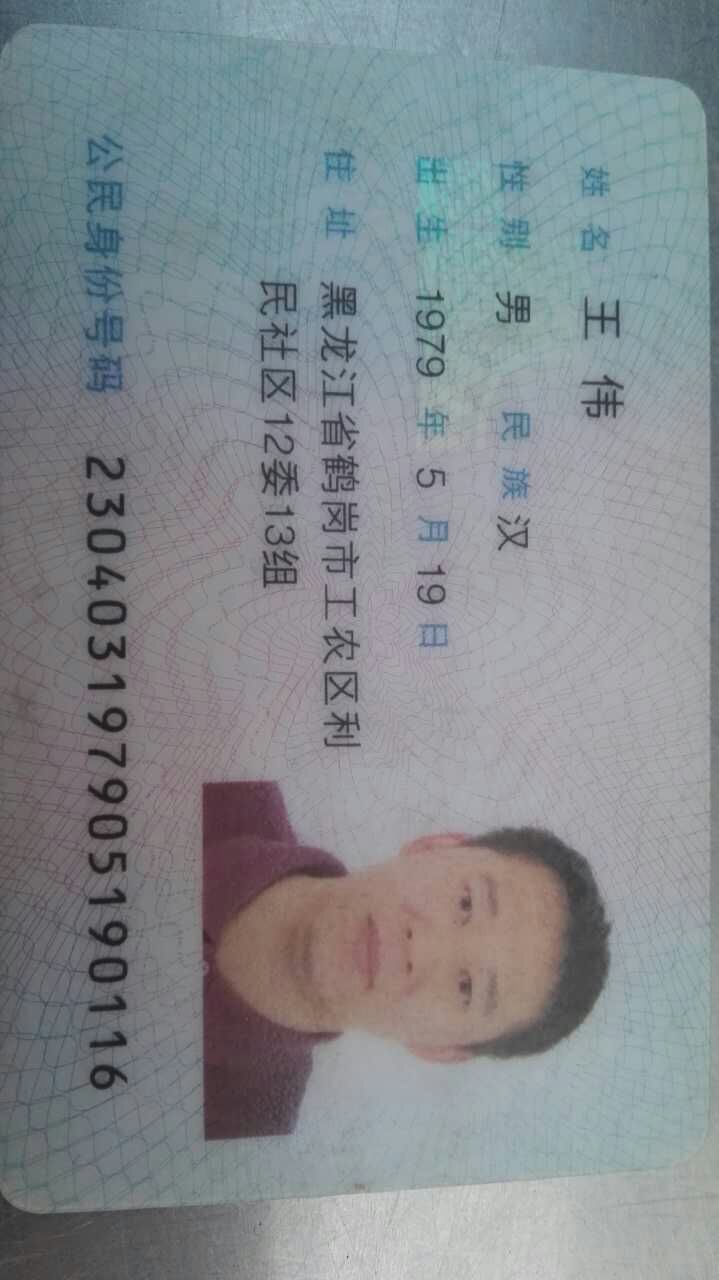 姓名 王伟
性别 男 民族 汉
出生 1979 年 5 月 19 日
住址 黑龙江省鹤岗市工农区利
民社区12委13组
公民身份号码 230403197905190116